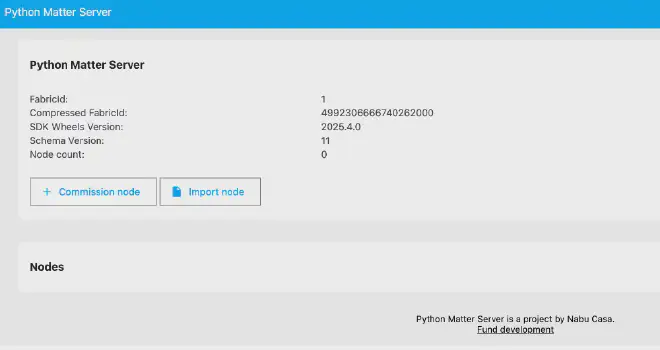 Python Matter Server
Python Matter Server
FabricId: 1
Compressed FabricId: 4992306666740262000
SDK Wheels Version: 2025.4.0
Schema Version: 11
Node count: 0
+ Commission node Import node
Nodes
Python Matter Server is a project by Nabu Casa.
Fund development